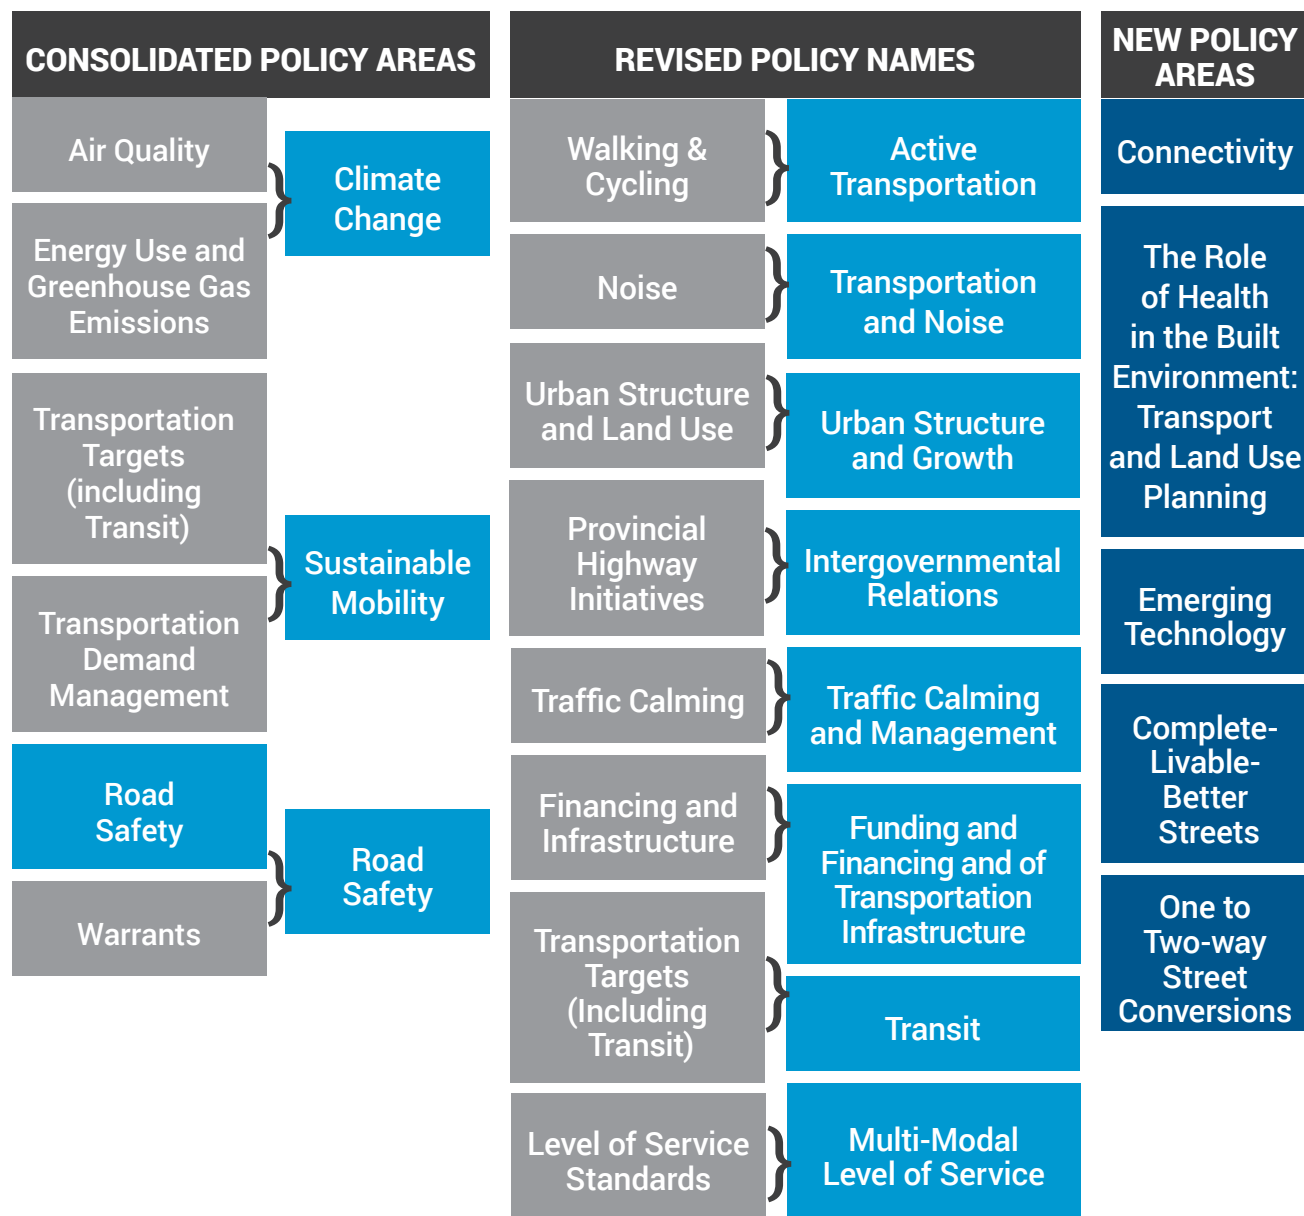 CONSOLIDATED POLICY AREAS
Air Quality
Energy Use and
Greenhouse Gas
Emissions
Climate
Change
Transportation
Targets
(including
Transit)
Transportation
Demand
Management
Sustainable
Mobility
Road
Safety
Warrants
Road
Safety
REVISED POLICY NAMES
Walking &
Cycling
Active
Transportation
Noise
Transportation
and Noise
Urban Structure
and Land Use
Urban Structure
and Growth
Provincial
Highway
Initiatives
Intergovernmental
Relations
Traffic Calming
Traffic Calming
and Management
Financing and
Infrastructure
Funding and
Financing and of
Transportation
Infrastructure
Transportation
Targets
(Including
Transit)
Transit
Level of Service
Standards
Multi-Modal
Level of Service
NEW POLICY
AREAS
Connectivity
The Role
of Health
in the Built
Environment:
Transport
and Land Use
Planning
Emerging
Technology
Complete-
Livable-
Better
Streets
One to
Two-way
Street
Conversions